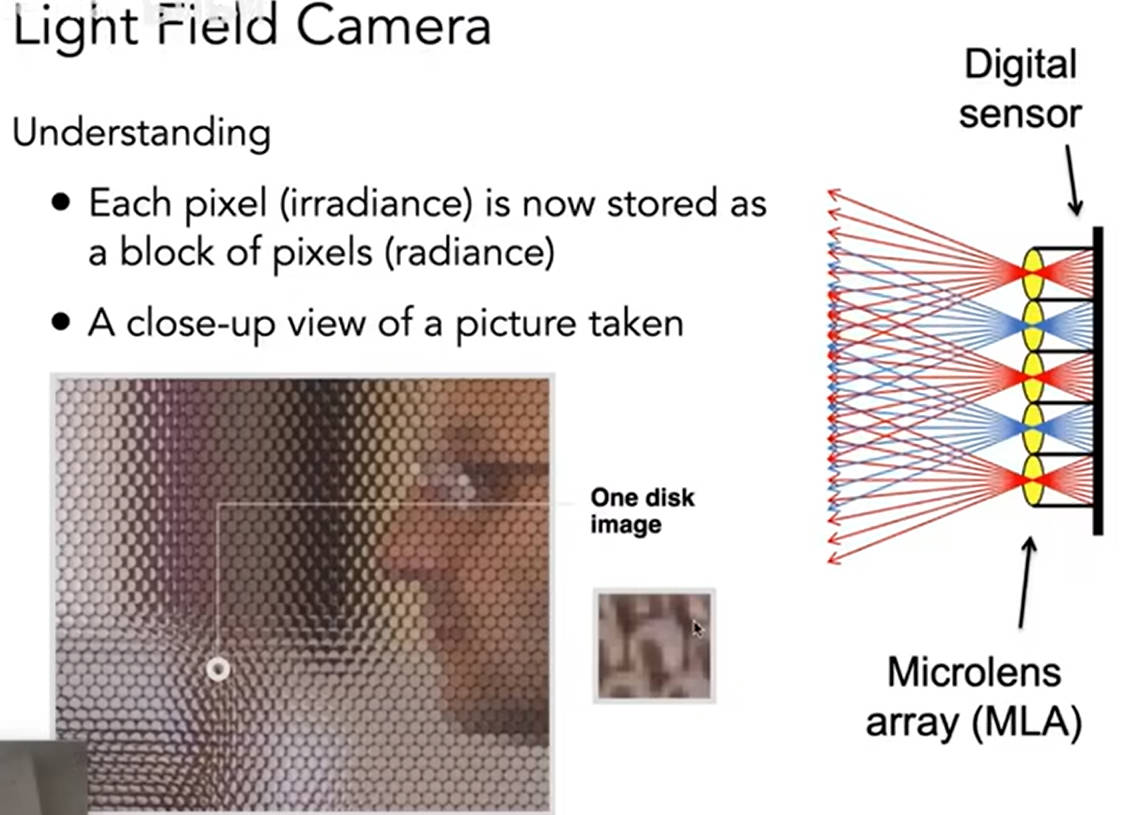 Light Field Camera
Understanding
● Each pixel (irradiance) is now stored as
a block of pixels (radiance)
● A close-up view of a picture taken
One disk
image
Digital
sensor
Microlens
array (MLA)